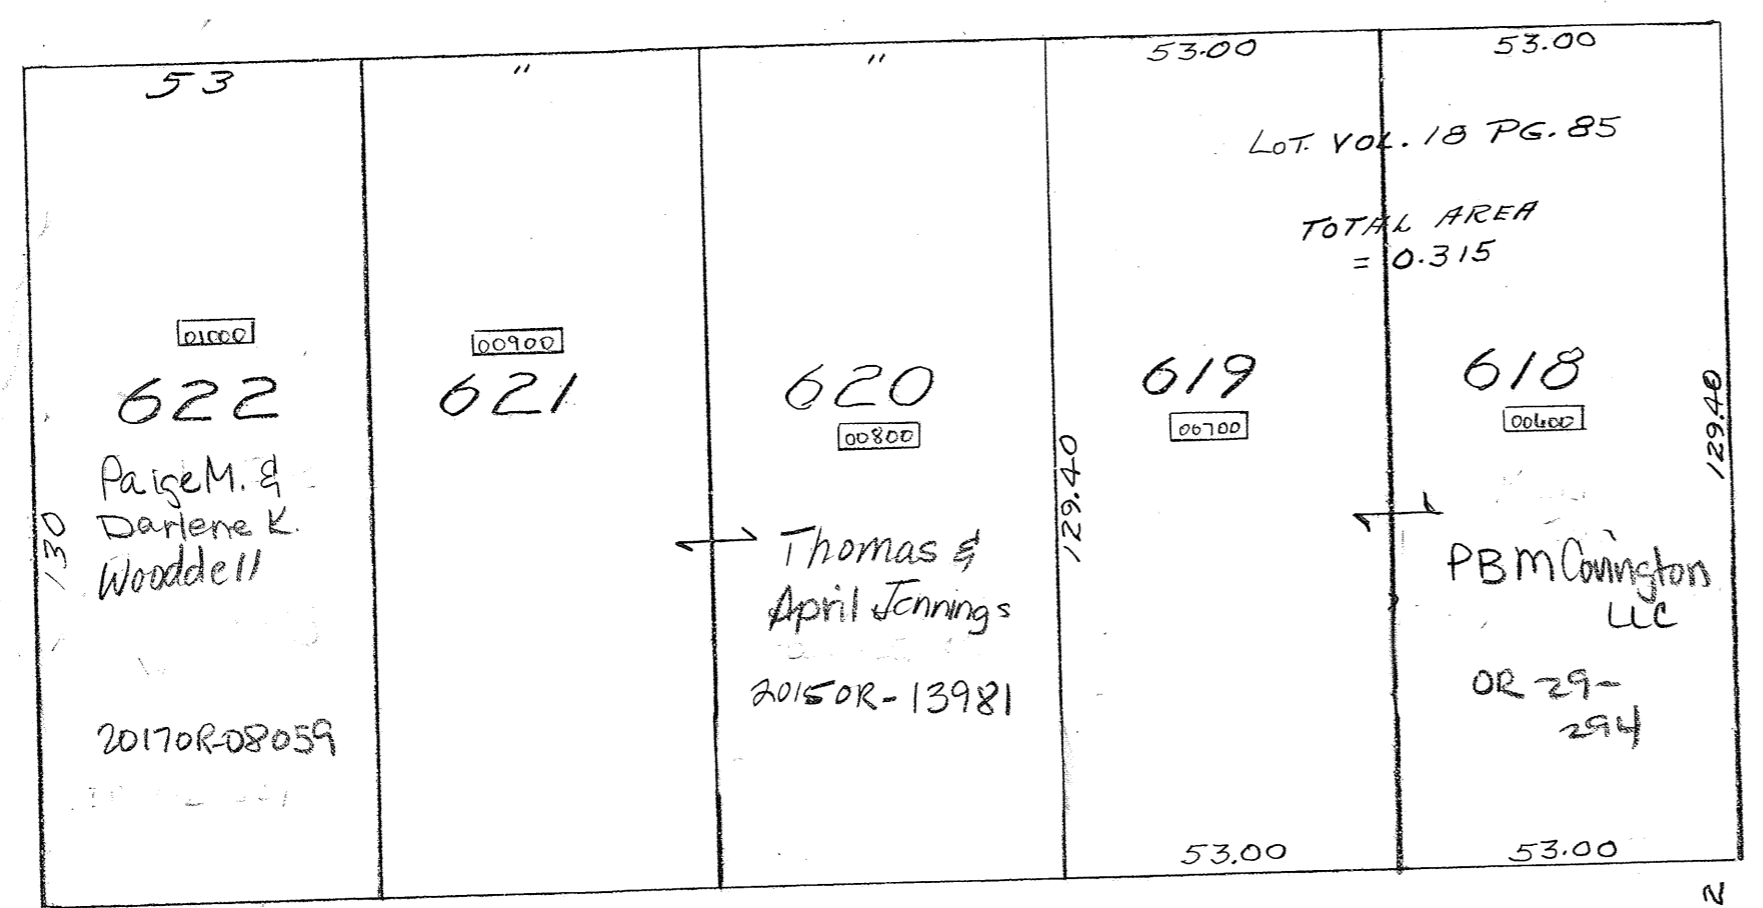 53
"
"
53.00
53.00
LOT. VOL. 18 PG. 85
TOTAL AREA
= 0.315
01000
622
Paige M. &
Darlene K.
Wooddell
130
2017OR-08059
00900
621
620
00800
Thomas &
April Jennings
2015OR-13981
129.40
619
00700
53.00
618
00600
129.40
PBM Covington
LLC
OR 29-
294
53.00